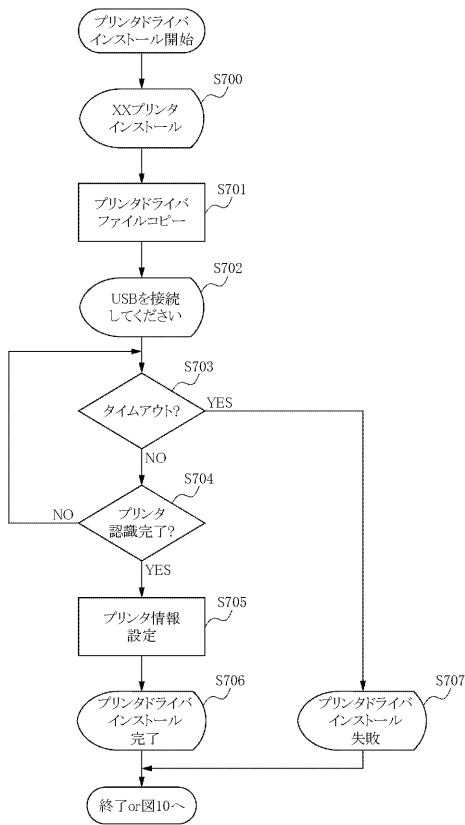 プリンタドライバ
インストール開始
S700
XXプリンタ
インストール
S701
プリンタドライバ
ファイルコピー
S702
USBを接続
してください
S703
タイムアウト?
YES
NO
S704
プリンタ
認識完了?
NO
YES
S705
プリンタ情報
設定
S706
プリンタドライバ
インストール
完了
S707
プリンタドライバ
インストール
失敗
終了or図10へ